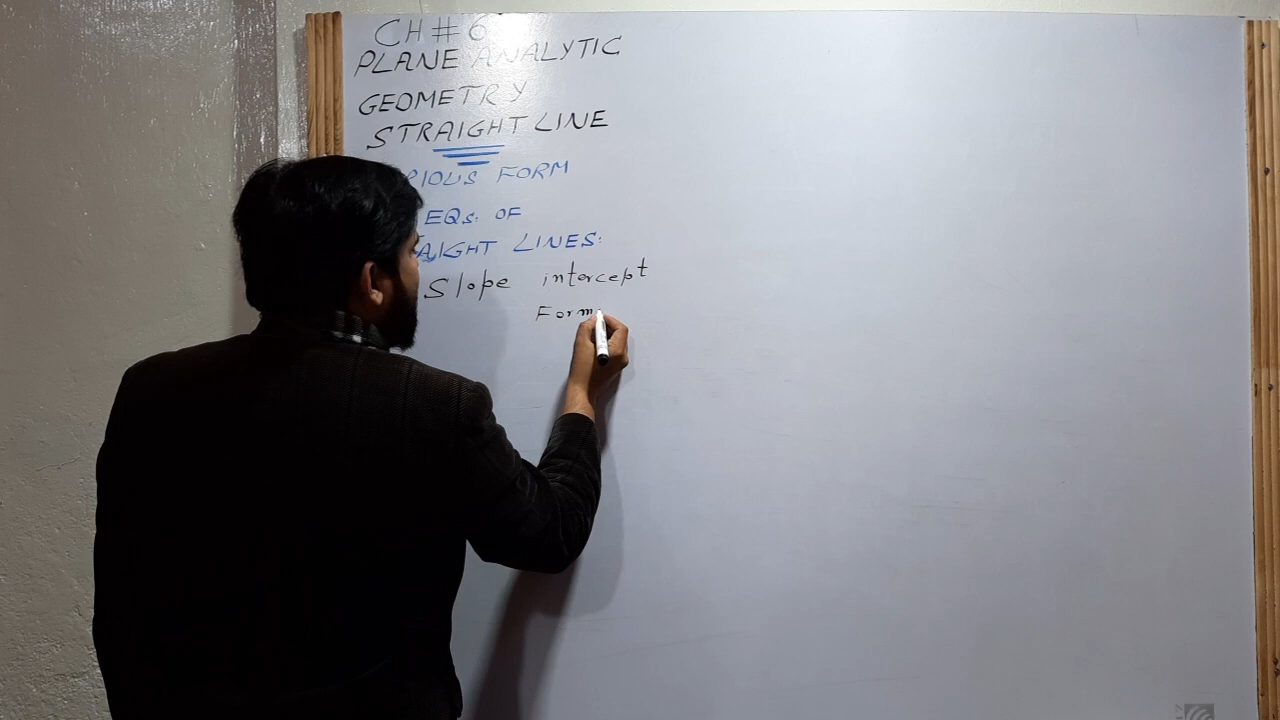 CH # 6
PLANE ANALYTIC
GEOMETRY
STRAIGHT LINE
FORM
EQs. OF
LINES:
Slope intercept
Form